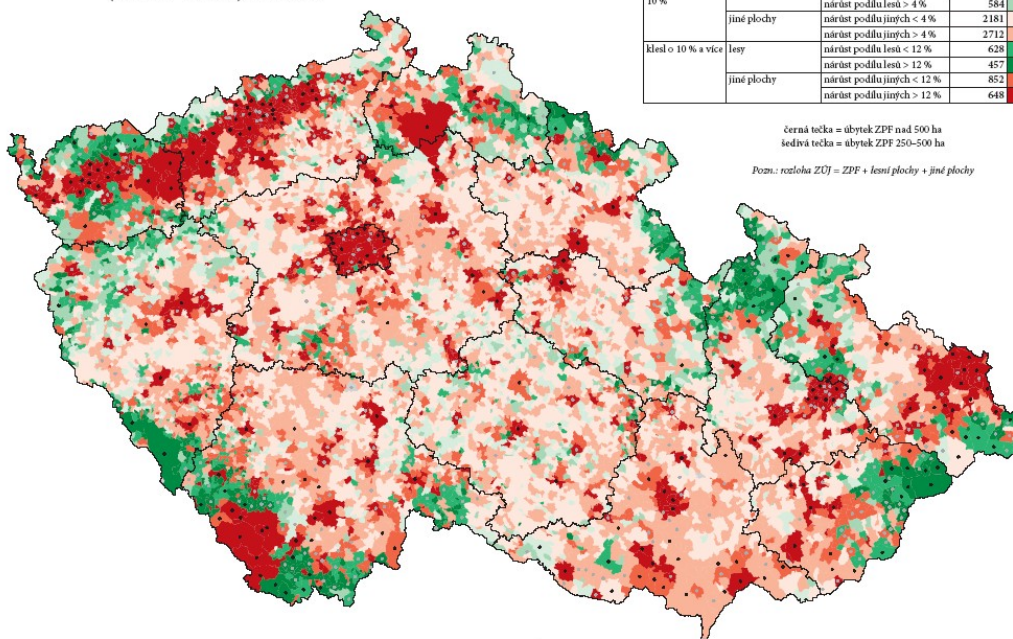 10 % nárůst podílu lesů > 4 % 584
jiné plochy nárůst podílu jiných < 4 % 2181
nárůst podílu jiných > 4 % 2712
klesl o 10 % a více lesy nárůst podílu lesů < 12 % 628
nárůst podílu lesů > 12 % 457
jiné plochy nárůst podílu jiných < 12 % 852
nárůst podílu jiných > 12 % 648
černá tečka = úbytek ZPF nad 500 ha
šedivá tečka = úbytek ZPF 250–500 ha
Pozn.: rozloha ZÚJ = ZPF + lesní plochy + jiné plochy